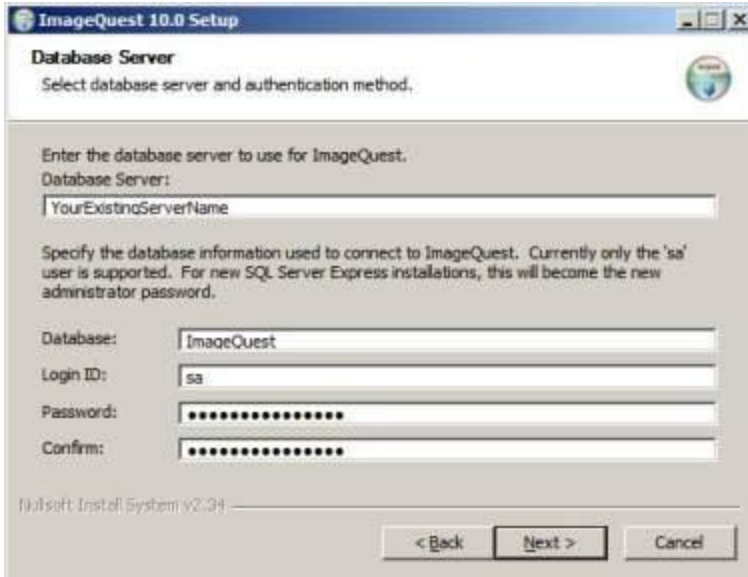 ImageQuest 10.0 Setup
Database Server
Select database server and authentication method.
Enter the database server to use for ImageQuest.
Database Server:
YourExistingServerName
Specify the database information used to connect to ImageQuest. Currently only the 'sa'
user is supported. For new SQL Server Express installations, this will become the new
administrator password.
Database: ImageQuest
Login ID: sa
Password: ●●●●●●●●●●●●●●●
Confirm: ●●●●●●●●●●●●●●●
Nullsoft Install System v2.34
< Back Next > Cancel